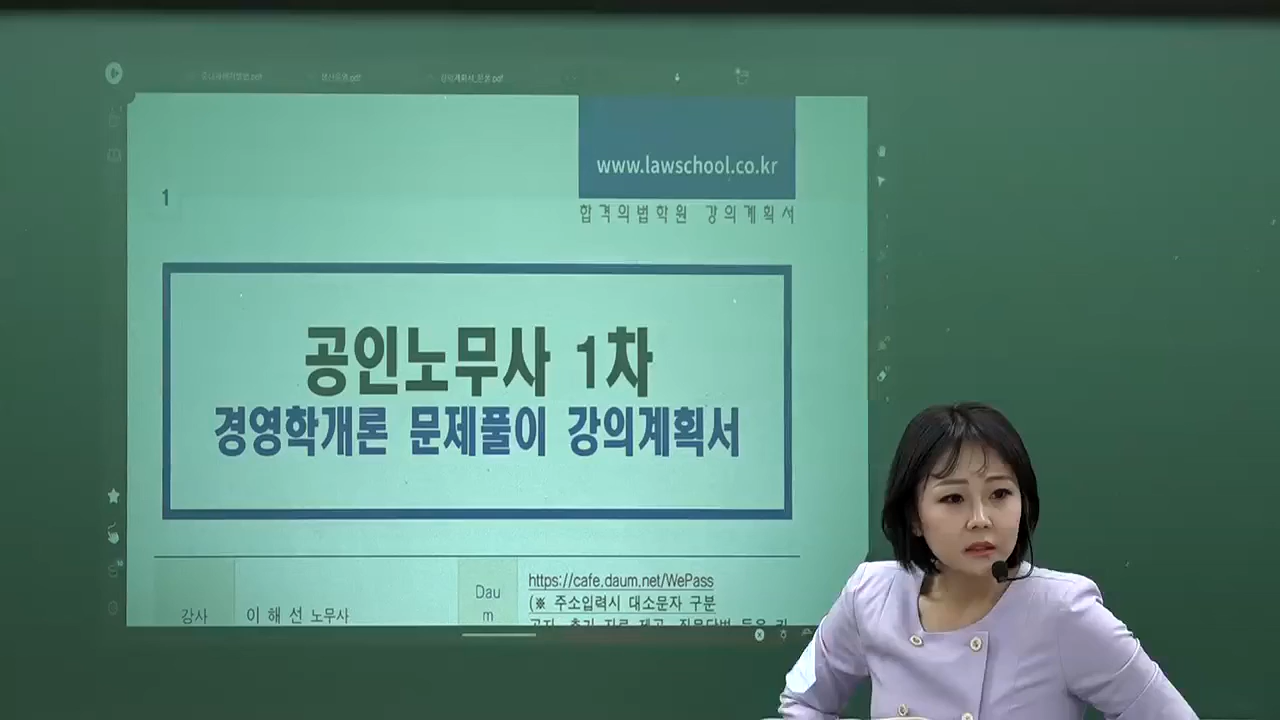 www.lawschool.co.kr
1
합격의법학원 강의계획서
공인노무사 1차
경영학개론 문제풀이 강의계획서
강사 이 해 선 노무사
Dau
m
https://cafe.daum.net/WePass
(※ 주소입력시 대소문자 구분